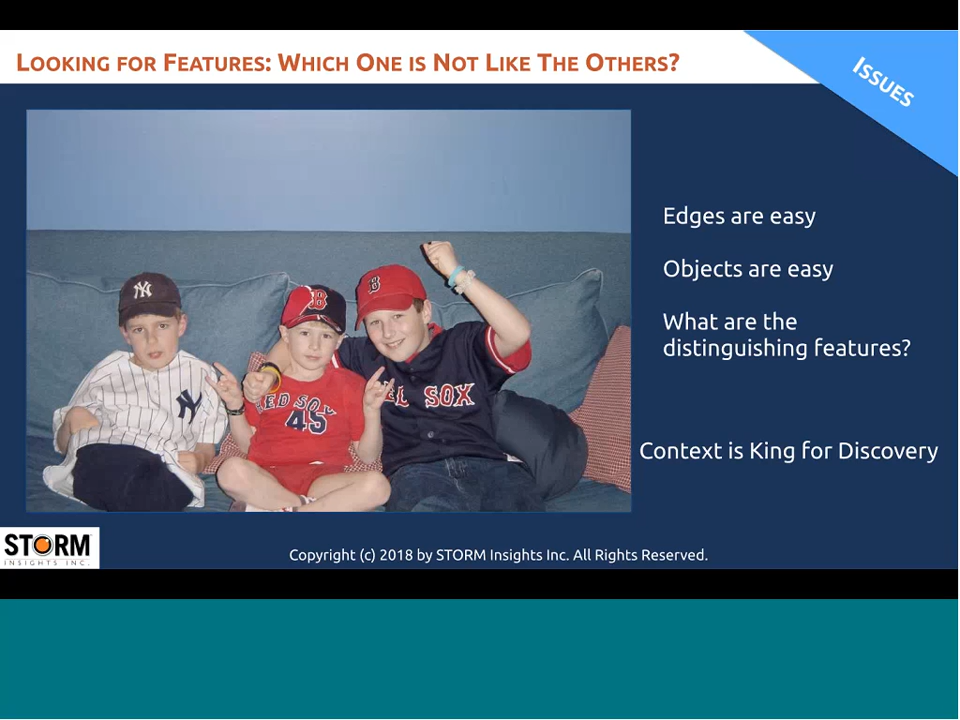 LOOKING FOR FEATURES: WHICH ONE IS NOT LIKE THE OTHERS?
ISSUES
Edges are easy
Objects are easy
What are the
distinguishing features?
Context is King for Discovery
NY
B
B
NY
RED SOX
45
RED SOX
STORM
INSIGHTS INC.
Copyright (c) 2018 by STORM Insights Inc. All Rights Reserved.